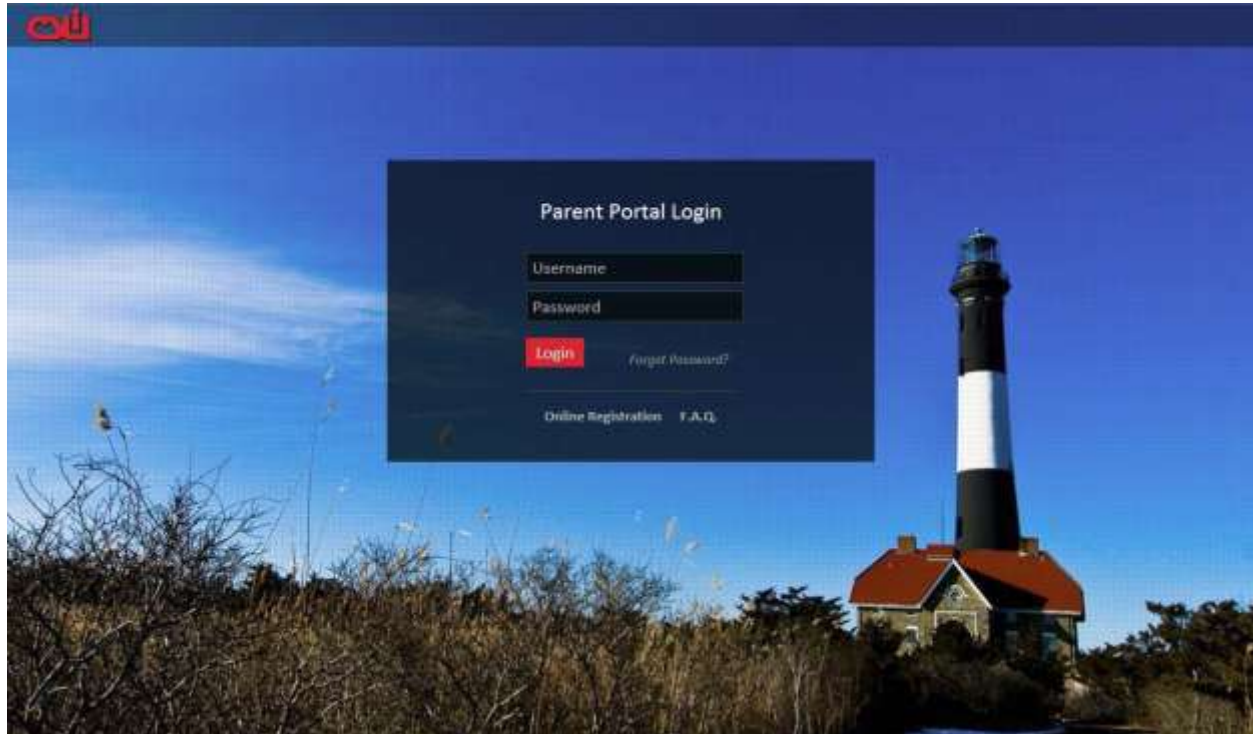 Parent Portal Login
Username
Password
Login Forgot Password?
Online Registration F.A.Q.